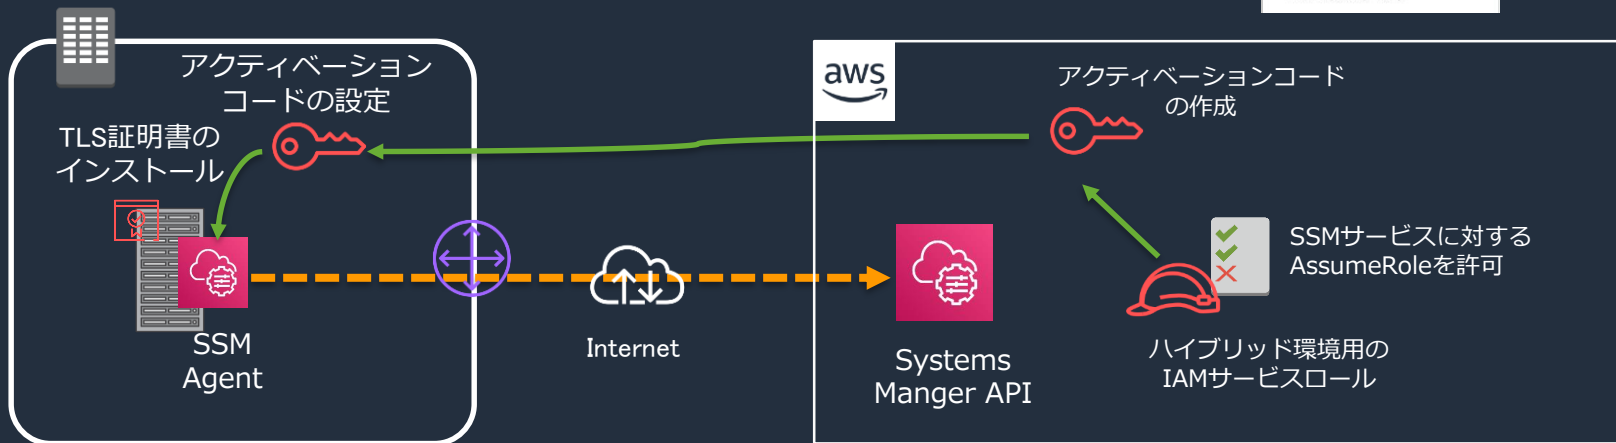 アクティベーション
コードの設定
TLS証明書の
インストール
SSM
Agent
Internet
aws
アクティベーションコード
の作成
Systems
Manger API
SSMサービスに対する
AssumeRoleを許可
ハイブリッド環境用の
IAMサービスロール